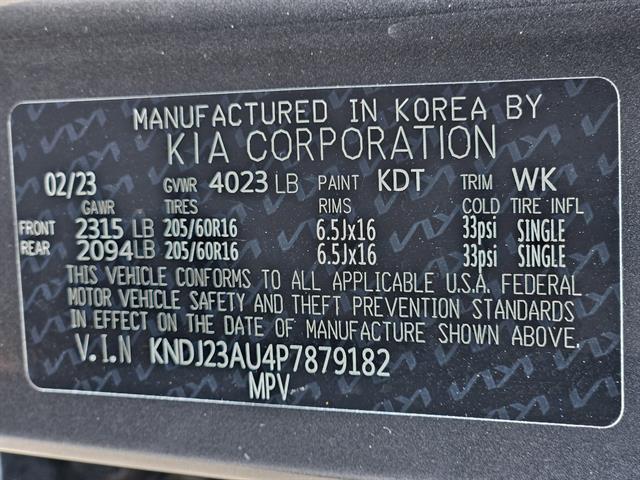 MANUFACTURED IN KOREA BY
KIA CORPORATION
02/23 GVWR 4023 LB PAINT KDT TRIM WK
GAWR TIRES RIMS COLD TIRE INFL
FRONT 2315 LB 205/60R16 6.5Jx16 33psi SINGLE
REAR 2094 LB 205/60R16 6.5Jx16 33psi SINGLE
THIS VEHICLE CONFORMS TO ALL APPLICABLE U.S.A. FEDERAL
MOTOR VEHICLE SAFETY AND THEFT PREVENTION STANDARDS
IN EFFECT ON THE DATE OF MANUFACTURE SHOWN ABOVE.
V.I.N KNDJ23AU4P7879182
MPV